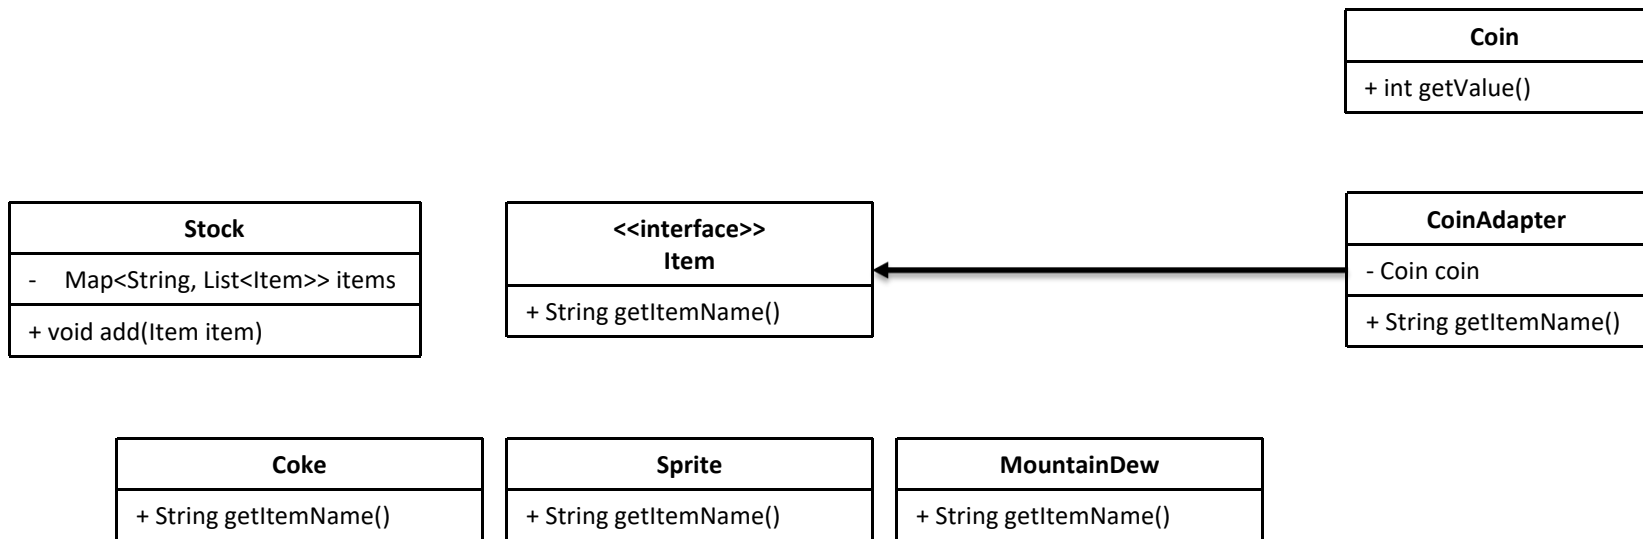 Coin
+ int getValue()
Stock
- Map<String, List<Item>> items
+ void add(Item item)
<<interface>>
Item
+ String getItemName()
CoinAdapter
- Coin coin
+ String getItemName()
Coke
+ String getItemName()
Sprite
+ String getItemName()
MountainDew
+ String getItemName()